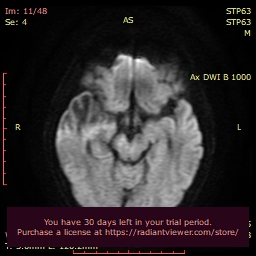 Im: 11/48
Se: 4
AS
STP63
STP63
M
Ax DWI B 1000
R
L
You have 30 days left in your trial period.
Purchase a license at https://radiantviewer.com/store/